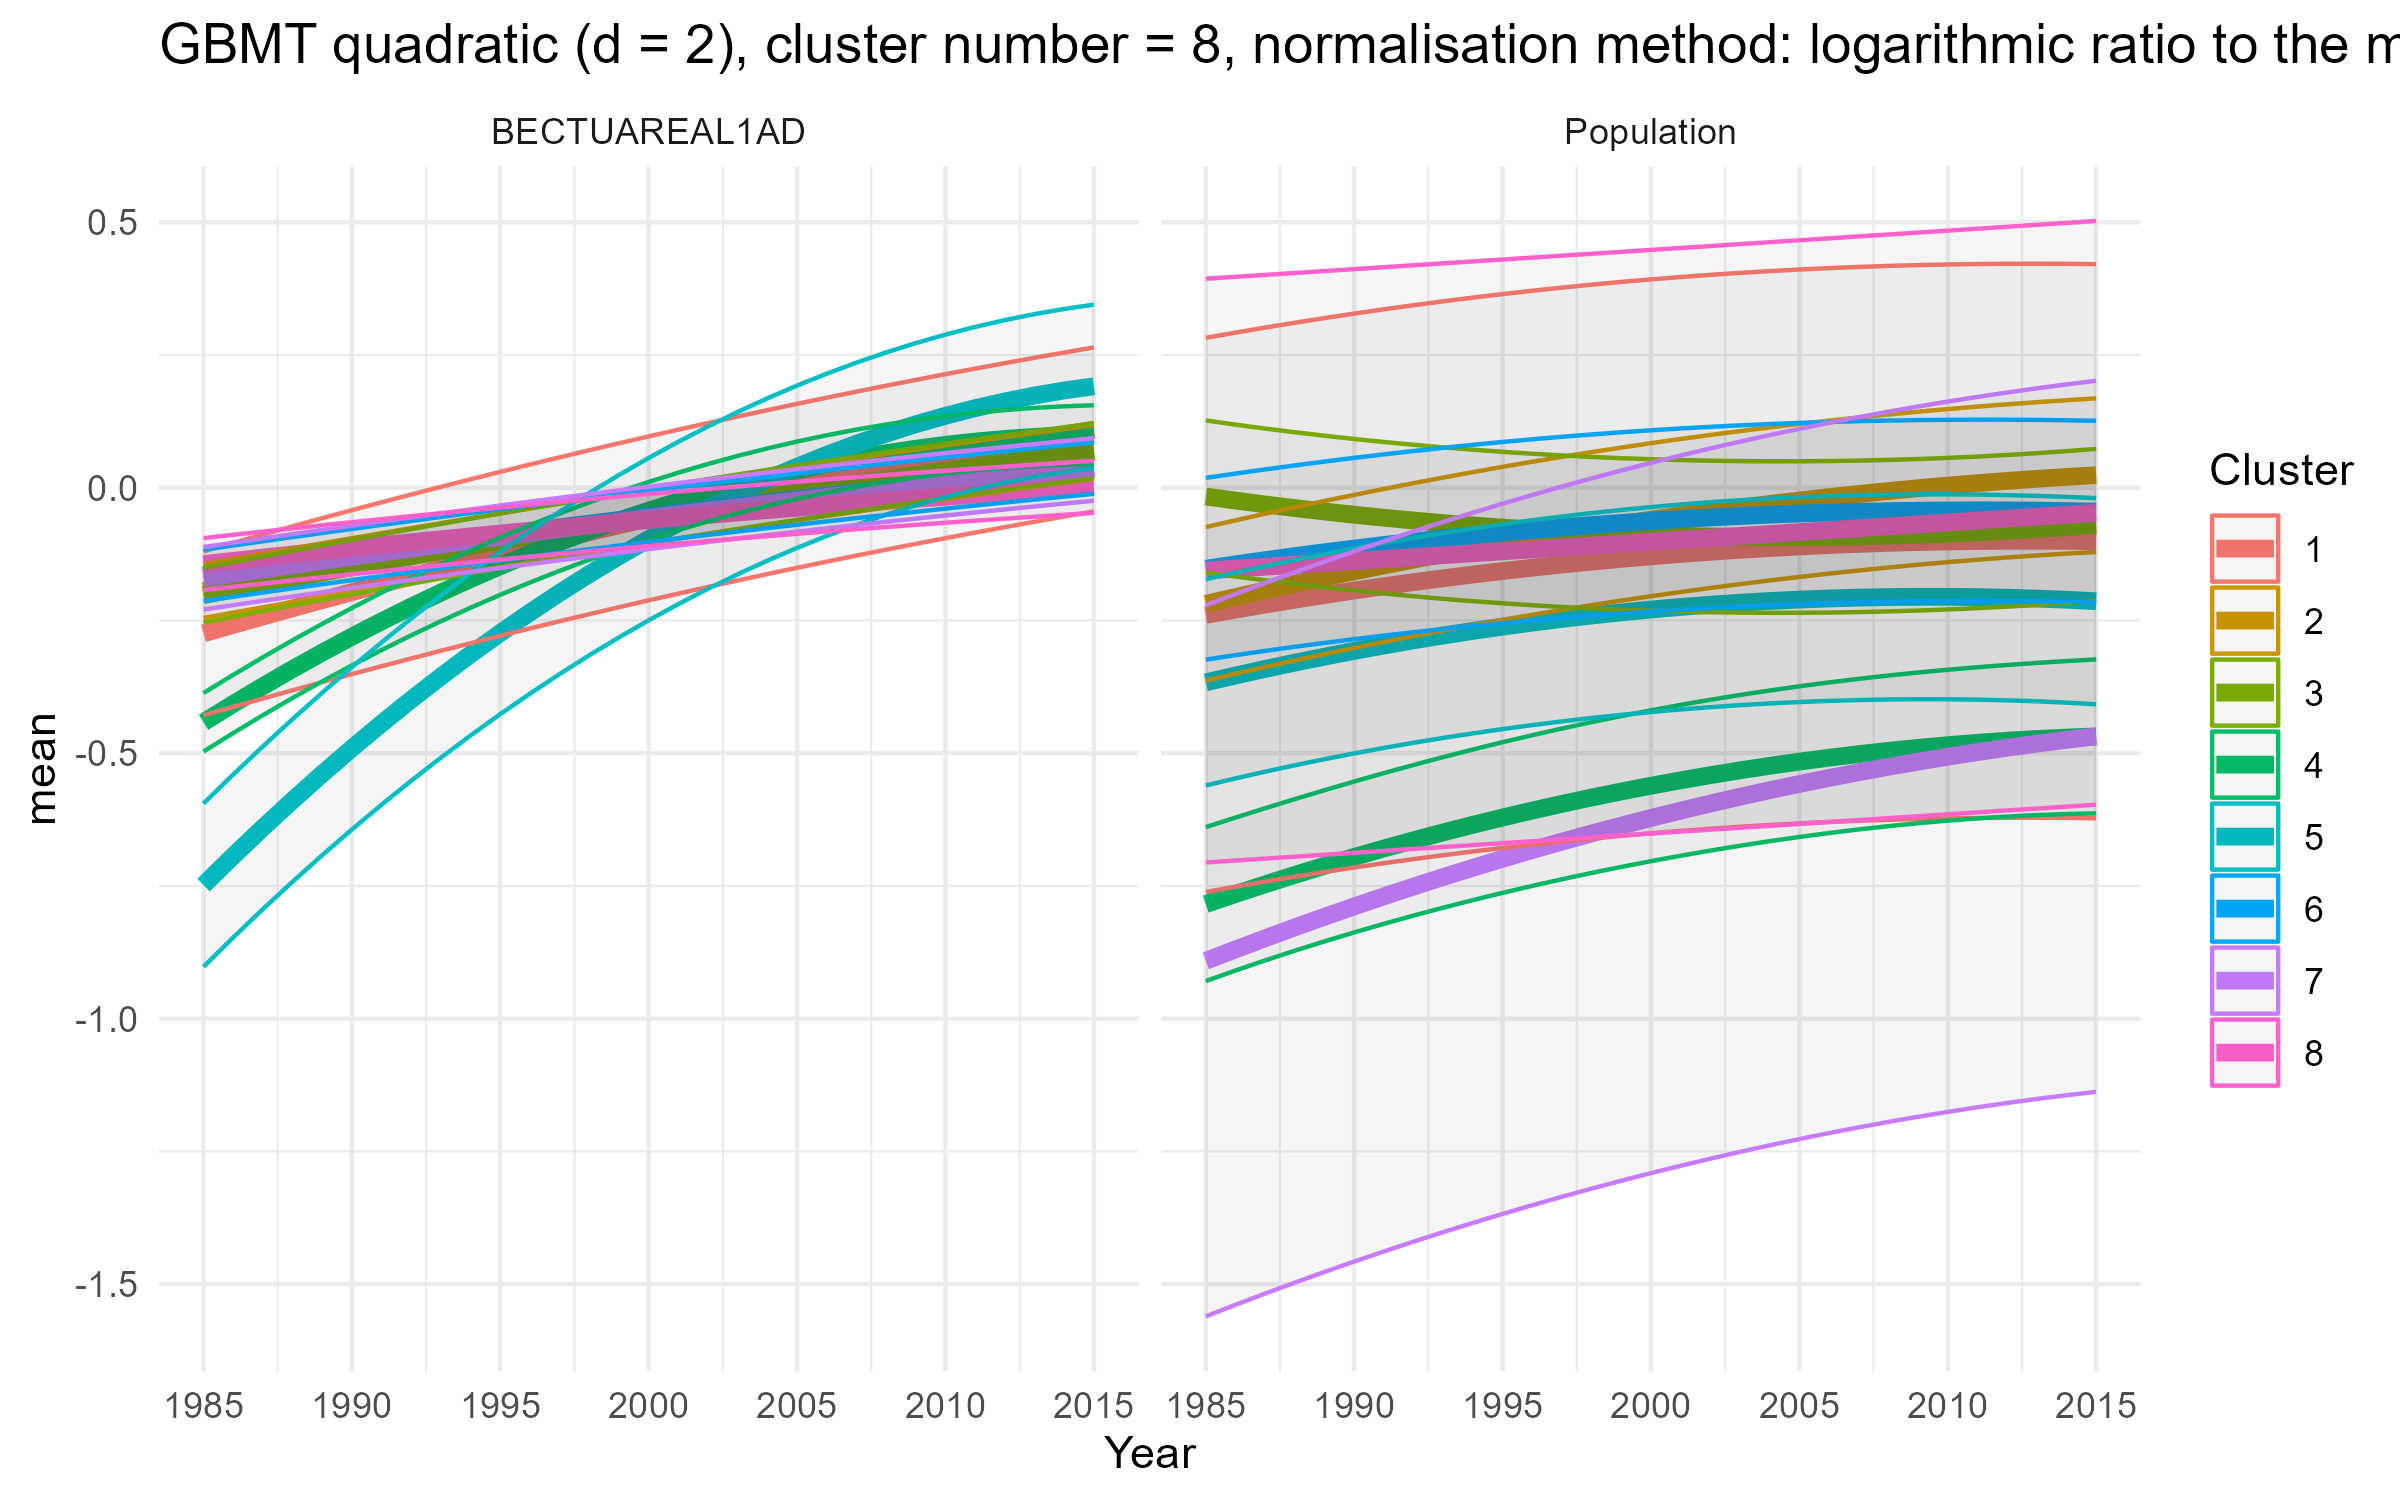 GBMT quadratic (d = 2), cluster number = 8, normalisation method: logarithmic ratio to the
BECTUAREAL1AD Population
0.5
0.0
-0.5
-1.0
-1.5
mean
1985 1990 1995 2000 2005 2010 2015 1985 1990 1995 2000 2005 2010 2015
Year
Cluster
1
2
3
4
5
6
7
8